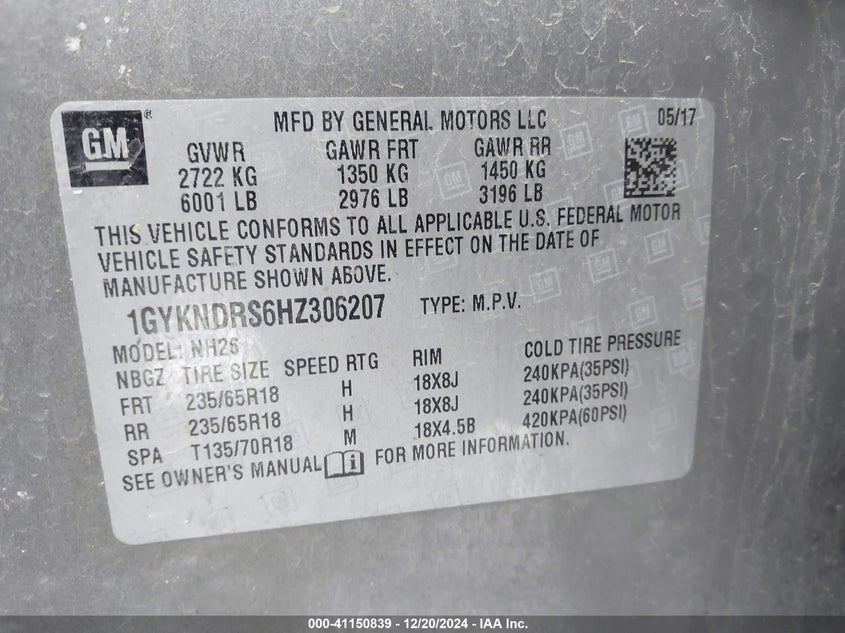 GM® MFD BY GENERAL MOTORS LLC 05/17
GVWR GAWR FRT GAWR RR
2722 KG 1350 KG 1450 KG
6001 LB 2976 LB 3196 LB
THIS VEHICLE CONFORMS TO ALL APPLICABLE U.S. FEDERAL MOTOR
VEHICLE SAFETY STANDARDS IN EFFECT ON THE DATE OF
MANUFACTURE SHOWN ABOVE.
1GYKNDRS6HZ306207 TYPE: M.P.V.
MODEL: NH26
NBGZ TIRE SIZE SPEED RTG RIM COLD TIRE PRESSURE
FRT 235/65R18 H 18X8J 240KPA(35PSI)
RR 235/65R18 H 18X8J 240KPA(35PSI)
SPA T135/70R18 M 18X4.5B 420KPA(60PSI)
SEE OWNER'S MANUAL i FOR MORE INFORMATION.
000-41150839 - 12/20/2024 - IAA Inc.